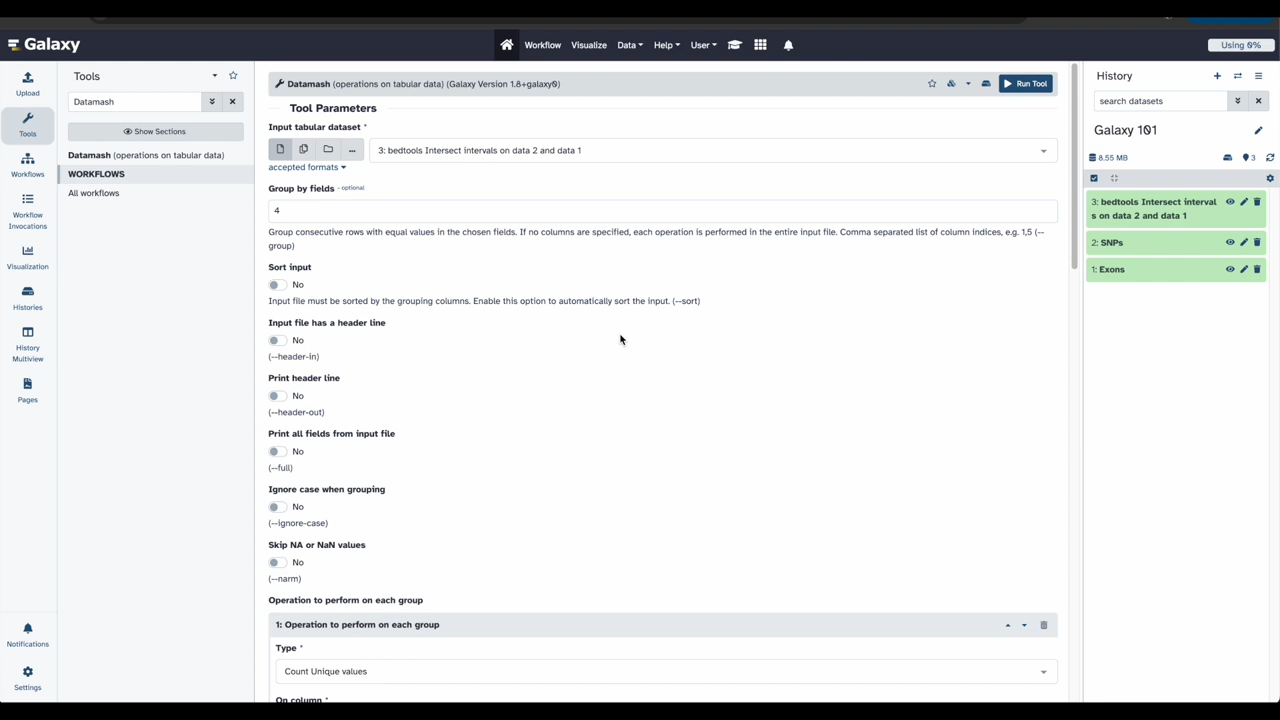 Galaxy
Workflow Visualize Data Help User
Using 0%
Upload
Tools
Workflows
Workflow
Invocations
Visualization
Histories
History
Multiview
Pages
Notifications
Settings
Tools
Datamash
Show Sections
Datamash (operations on tabular data)
WORKFLOWS
All workflows
Datamash (operations on tabular data) (Galaxy Version 1.8+galaxy0)
Run Tool
Tool Parameters
Input tabular dataset *
3: bedtools Intersect intervals on data 2 and data 1
accepted formats
Group by fields - optional
4
Group consecutive rows with equal values in the chosen fields. If no columns are specified, each operation is performed in the entire input file. Comma separated list of column indices, e.g. 1,5 (--
group)
Sort input
No
Input file must be sorted by the grouping columns. Enable this option to automatically sort the input. (--sort)
Input file has a header line
No
(--header-in)
Print header line
No
(--header-out)
Print all fields from input file
No
(--full)
Ignore case when grouping
No
(--ignore-case)
Skip NA or NaN values
No
(--narm)
Operation to perform on each group
1: Operation to perform on each group
Type *
Count Unique values
On column *
History
search datasets
Galaxy 101
8.55 MB
3
3: bedtools Intersect interval
s on data 2 and data 1
2: SNPs
1: Exons